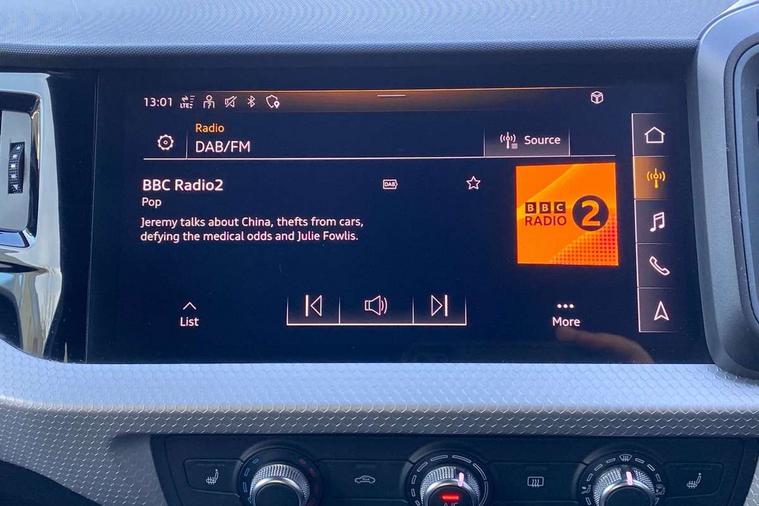 13:01 LTE
Radio
DAB/FM
Source
BBC Radio2
DAB
Pop
Jeremy talks about China, thefts from cars,
defying the medical odds and Julie Fowlis.
BBC
RADIO 2
List
More